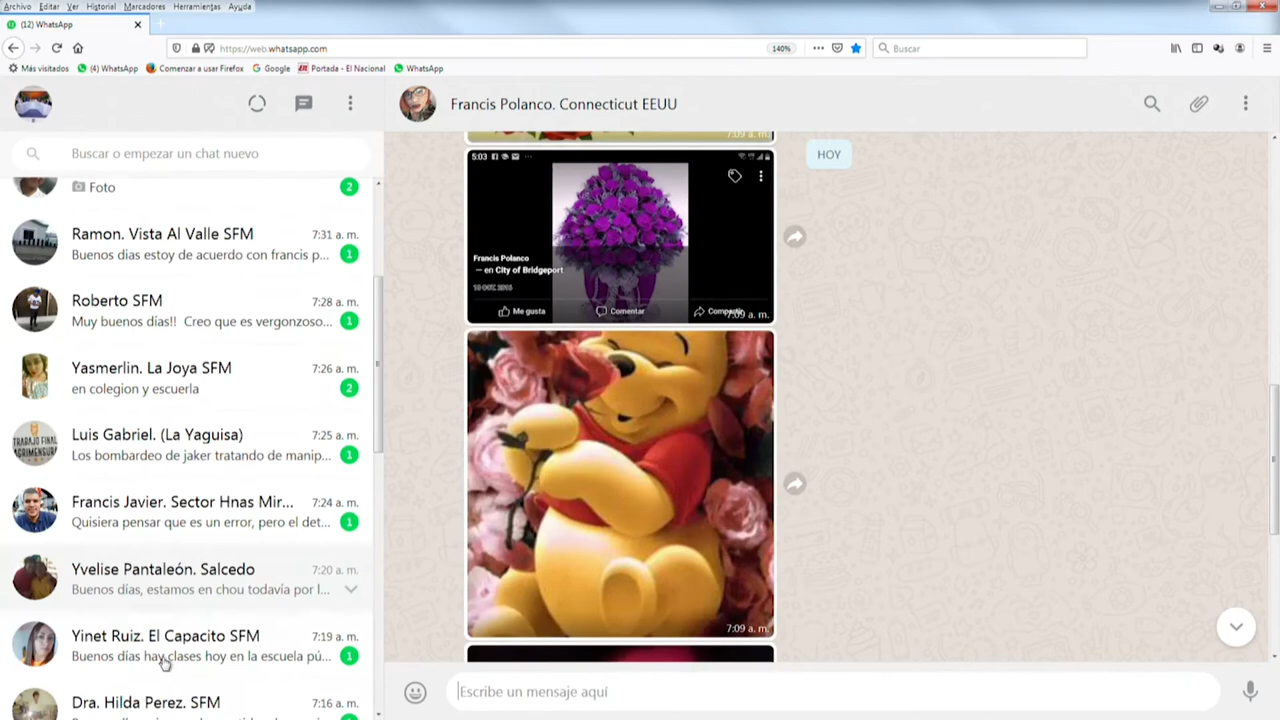 Archivo Editar Ver Historial Marcadores Herramientas Ayuda
(12) WhatsApp
https://web.whatsapp.com
140%
Buscar
Más visitados (4) WhatsApp Comenzar a usar Firefox Google Portada - El Nacional WhatsApp
Francis Polanco. Connecticut EEUU
Buscar o empezar un chat nuevo
Foto
2
Ramon. Vista Al Valle SFM 7:31 a. m.
Buenos dias estoy de acuerdo con francis p... 1
Roberto SFM 7:28 a. m.
Muy buenos días!! Creo que es vergonzoso... 1
Yasmerlin. La Joya SFM 7:26 a. m.
en colegion y escuerla 2
TRABAJO FINAL
Luis Gabriel. (La Yaguisa) 7:25 a. m.
Los bombardeo de jaker tratando de manip... 1
Francis Javier. Sector Hnas Mir... 7:24 a. m.
Quisiera pensar que es un error, pero el det... 1
Yvelise Pantaleón. Salcedo 7:20 a. m.
Buenos días, estamos en chou todavía por l...
Yinet Ruiz. El Capacito SFM 7:19 a. m.
Buenos días hay clases hoy en la escuela pú... 1
Dra. Hilda Perez. SFM 7:16 a. m.
7:09 a. m.
HOY
5:03
Francis Polanco
— en City of Bridgeport
Me gusta Comentar Compartir
7:09 a. m.
7:09 a. m.
Escribe un mensaje aquí